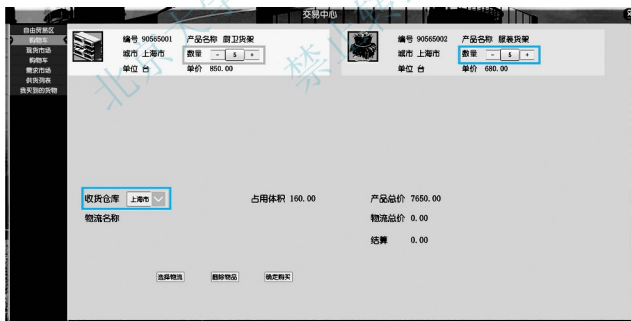 交易中心
自由贸易区
购物车
现货市场
购物车
需求市场
供货列表
我买到的货物
编号 90565001 产品名称 厨卫货架
城市 上海市 数量 - 5 +
单位 台 单价 850.00
编号 90565002 产品名称 服装货架
城市 上海市 数量 - 5 +
单位 台 单价 680.00
收货仓库 上海市 占用体积 160.00 产品总价 7650.00
物流名称 物流总价 0.00
结算 0.00
选择物流 删除物品 确定购买
北京大
禁止转